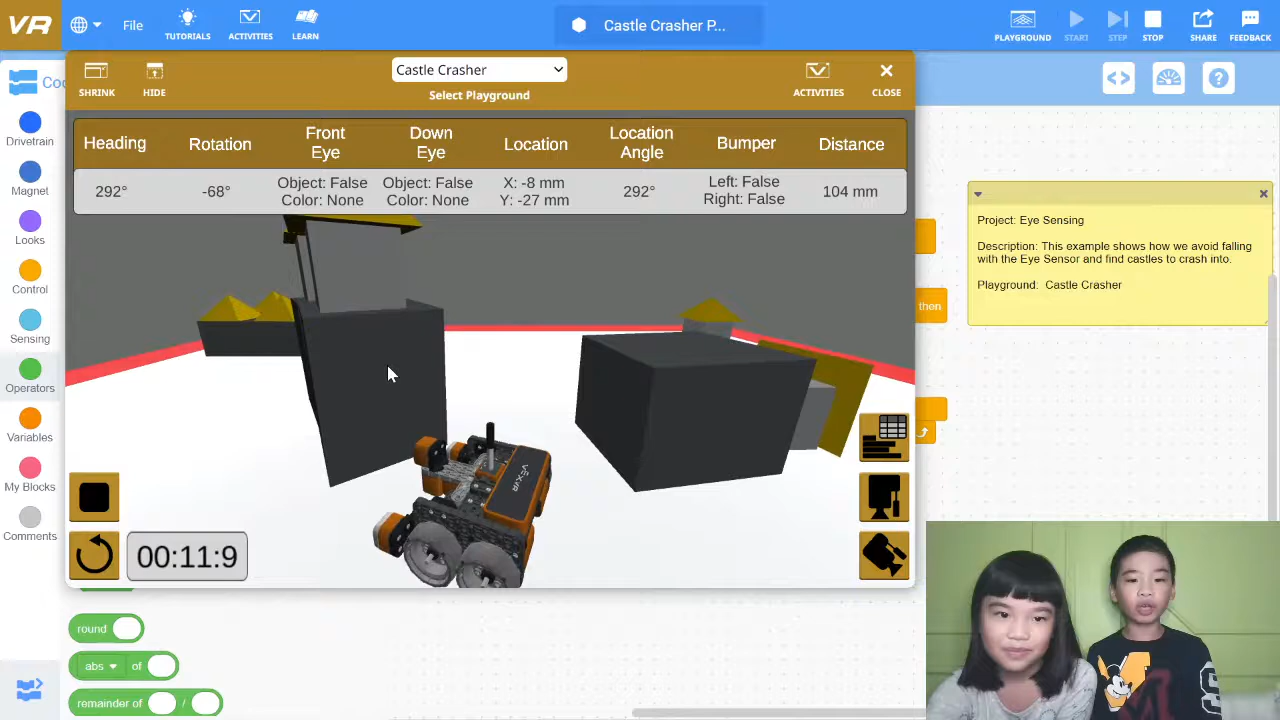 VR
File
TUTORIALS
ACTIVITIES
LEARN
Castle Crasher P...
PLAYGROUND
START
STEP
STOP
SHARE
FEEDBACK
Coc
SHRINK
HIDE
Castle Crasher
Select Playground
ACTIVITIES
CLOSE
Heading
Rotation
Front Eye
Down Eye
Location
Location Angle
Bumper
Distance
292°
-68°
Object: False
Color: None
Object: False
Color: None
X: -8 mm
Y: -27 mm
292°
Left: False
Right: False
104 mm
Drivetrain
Magnet
Looks
Control
Sensing
Operators
Variables
My Blocks
Comments
then
Project: Eye Sensing
Description: This example shows how we avoid falling
with the Eye Sensor and find castles to crash into.
Playground: Castle Crasher
VEX VR
00:11:9
round
abs of
remainder of /